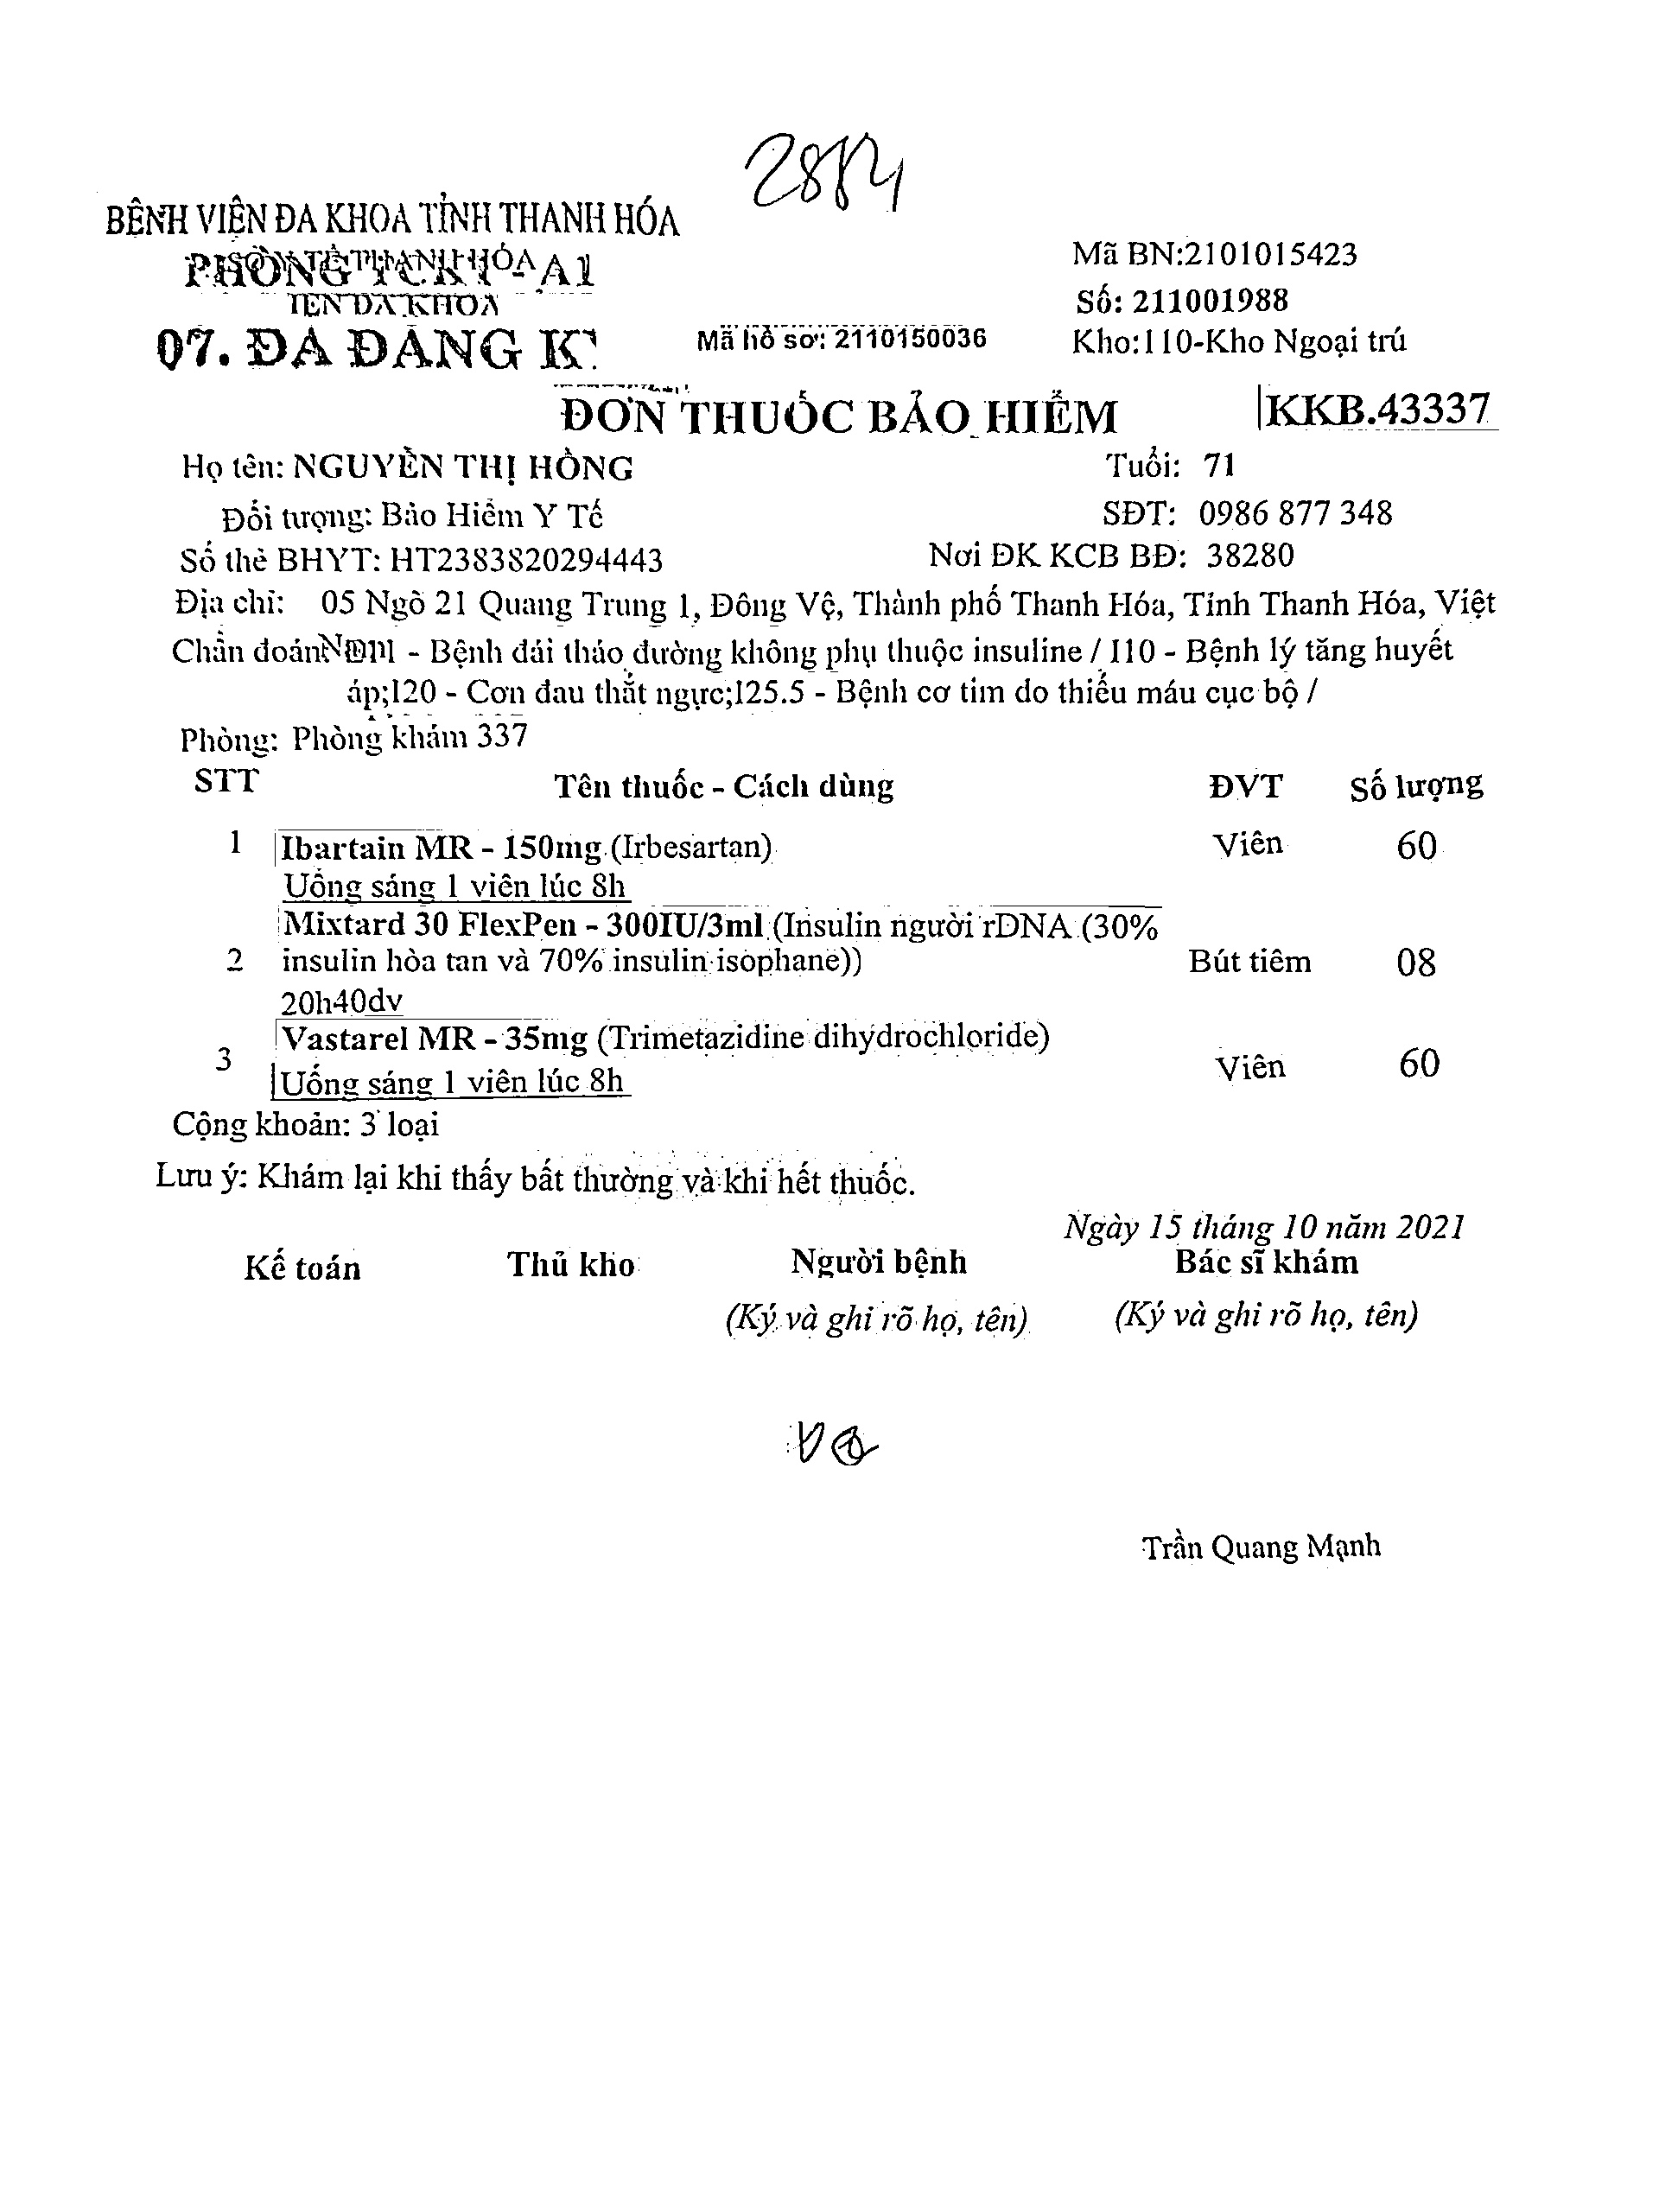 BỆNH VIỆN ĐA KHOA TỈNH THANH HÓA
07. ĐA ĐĂNG K
Mã hồ sơ: 2110150036
Mã BN:2101015423
Số: 211001988
Kho:110-Kho Ngoại trú
ĐƠN THUỐC BẢO HIỂM
KKB.43337
Họ tên: NGUYỄN THỊ HỒNG Tuổi: 71
Đối tượng: Bảo Hiểm Y Tế SĐT: 0986 877 348
Số thẻ BHYT: HT2383820294443 Nơi ĐK KCB BĐ: 38280
Địa chỉ: 05 Ngõ 21 Quang Trung 1, Đông Vệ, Thành phố Thanh Hóa, Tỉnh Thanh Hóa, Việt
Chẩn đoán - Bệnh đái tháo đường không phụ thuộc insuline / I10 - Bệnh lý tăng huyết
áp;I20 - Cơn đau thắt ngực;I25.5 - Bệnh cơ tim do thiếu máu cục bộ /
Phòng: Phòng khám 337
STT Tên thuốc - Cách dùng ĐVT Số lượng
1 Ibartain MR - 150mg (Irbesartan) Viên 60
Uống sáng 1 viên lúc 8h
Mixtard 30 FlexPen - 300IU/3ml (Insulin người rDNA (30%
2 insulin hòa tan và 70% insulin isophane)) Bút tiêm 08
20h40dv
Vastarel MR - 35mg (Trimetazidine dihydrochloride)
3 Viên 60
Uống sáng 1 viên lúc 8h
Cộng khoản: 3 loại
Lưu ý: Khám lại khi thấy bất thường và khi hết thuốc.
Ngày 15 tháng 10 năm 2021
Kế toán Thủ kho Người bệnh Bác sĩ khám
(Ký và ghi rõ họ, tên) (Ký và ghi rõ họ, tên)
Trần Quang Mạnh